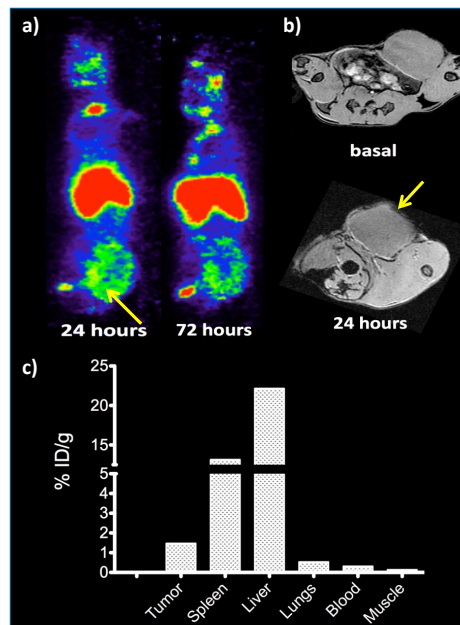 a)
b)
basal
24 hours
72 hours
24 hours
c)
% ID/g
25
20
15
5
4
3
2
1
0
Tumor
Spleen
Liver
Lungs
Blood
Muscle